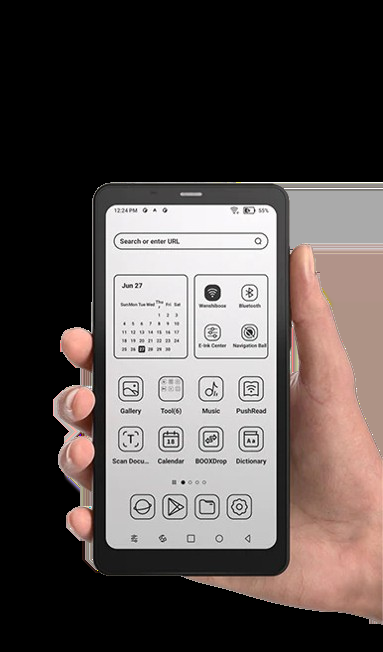 12:24 PM 55%
Search or enter URL
Jun 27
Sun Mon Tue Wed Thu Fri Sat
1 2 3
4 5 6 7 8 9 10
11 12 13 14 15 16 17
18 19 20 21 22 23 24
25 26 27 28 29 30
Bluetooth
E-Ink Center Navigation Ball
Gallery Tool(6) Music PushRead
T 18 Aa
Scan Docu... Calendar BOOXDrop Dictionary